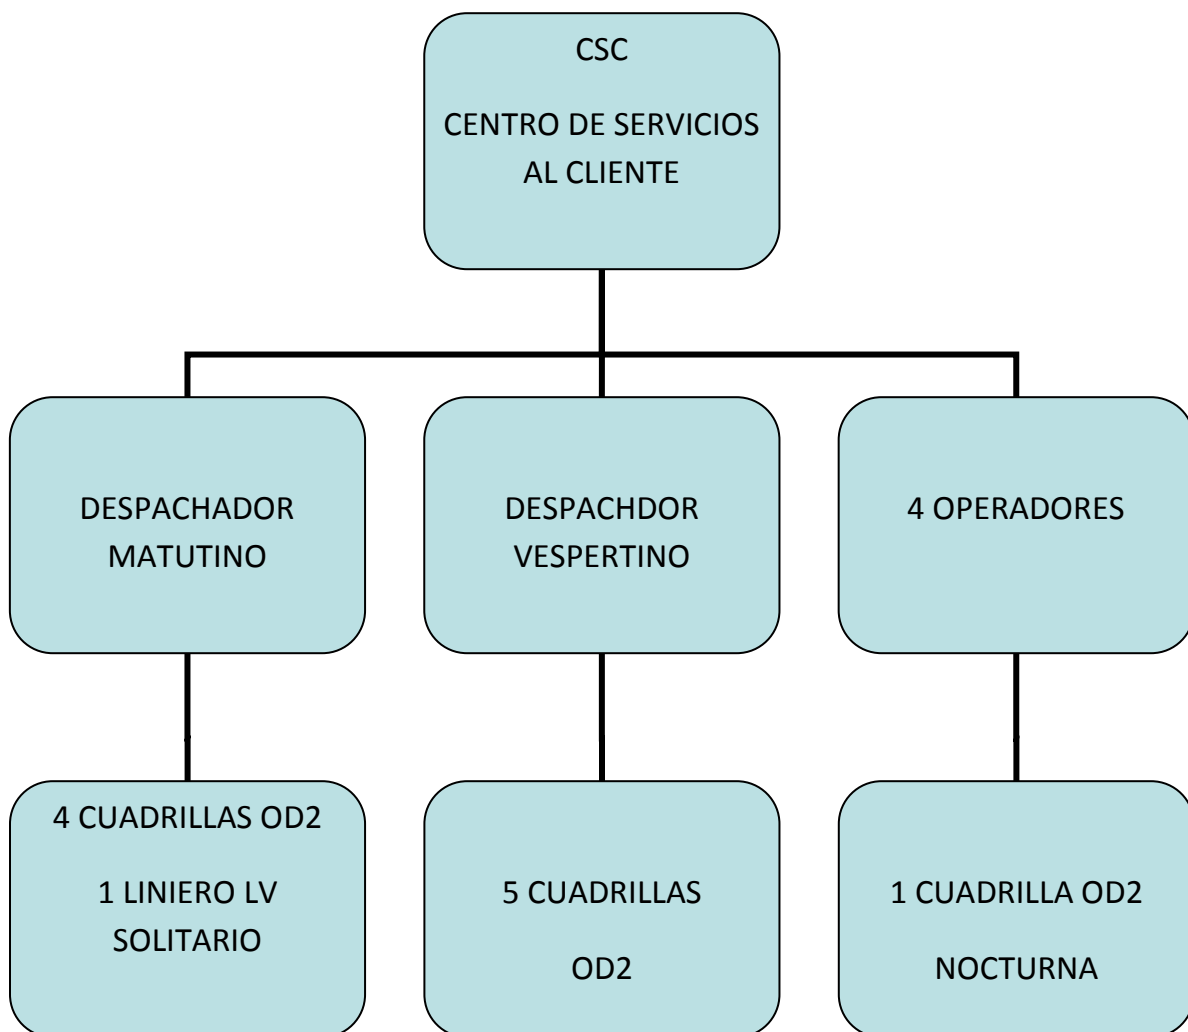 CSC
CENTRO DE SERVICIOS
AL CLIENTE
DESPACHADOR
MATUTINO
DESPACHDOR
VESPERTINO
4 OPERADORES
4 CUADRILLAS OD2
1 LINIERO LV
SOLITARIO
5 CUADRILLAS
OD2
1 CUADRILLA OD2
NOCTURNA